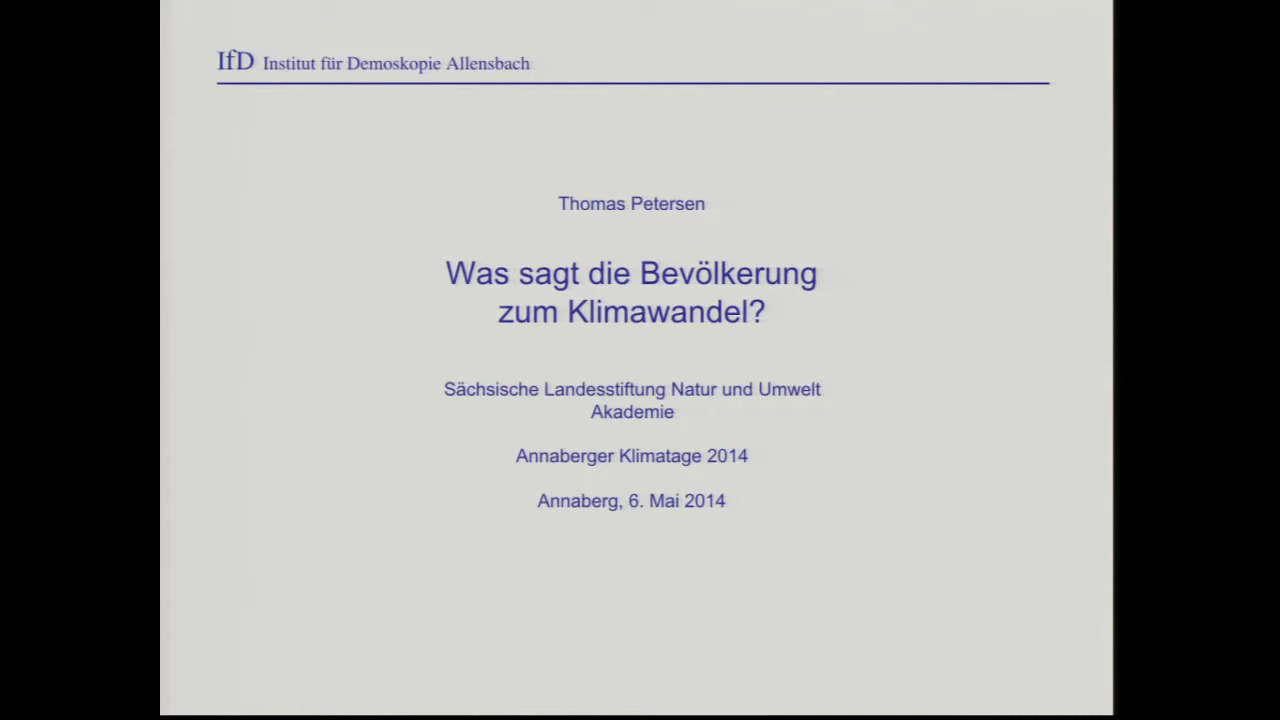 IfD Institut für Demoskopie Allensbach
Thomas Petersen
Was sagt die Bevölkerung
zum Klimawandel?
Sächsische Landesstiftung Natur und Umwelt
Akademie
Annaberger Klimatage 2014
Annaberg, 6. Mai 2014